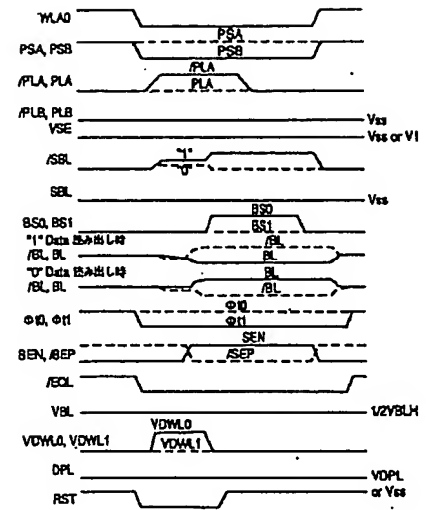 WLA0
PSA
PSA, PSB
PSB
/PLA
/PLA, PLA
PLA
/PLB, PLB
Vss
VSE
Vss or V1
"1"
/SBL
"0"
SBL
Vss
BS0
BS0, BS1
BS1
"1" Data 読み出し時
/BL
/BL, BL
BL
"0" Data 読み出し時
BL
/BL, BL
/BL
Φt0
Φt0, Φt1
Φt1
SEN
SEN, /SEP
/SEP
/EQL
VBL
1/2VBLH
VDWL0
VDWL0, VDWL1
VDWL1
DPL
VDPL
or Vss
RST